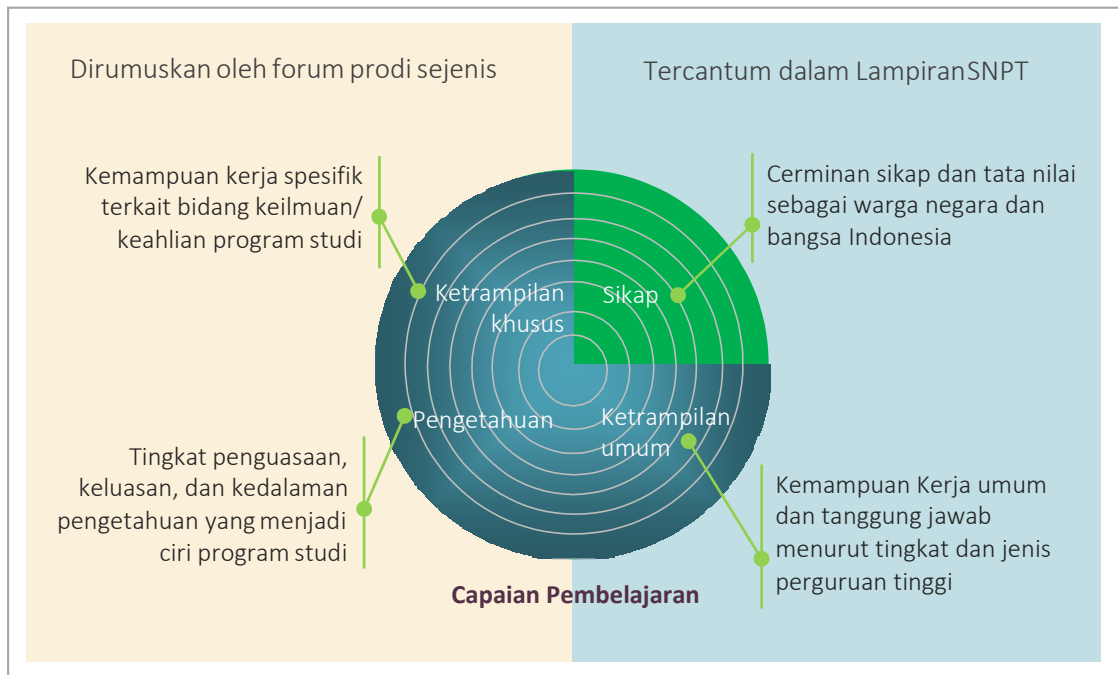 Dirumuskan oleh forum prodi sejenis
Tercantum dalam LampiranSNPT
Kemampuan kerja spesifik
terkait bidang keilmuan/
keahlian program studi
Cerminan sikap dan tata nilai
sebagai warga negara dan
bangsa Indonesia
Ketrampilan
khusus
Sikap
Pengetahuan
Ketrampilan
umum
Tingkat penguasaan,
keluasan, dan kedalaman
pengetahuan yang menjadi
ciri program studi
Kemampuan Kerja umum
dan tanggung jawab
menurut tingkat dan jenis
perguruan tinggi
Capaian Pembelajaran